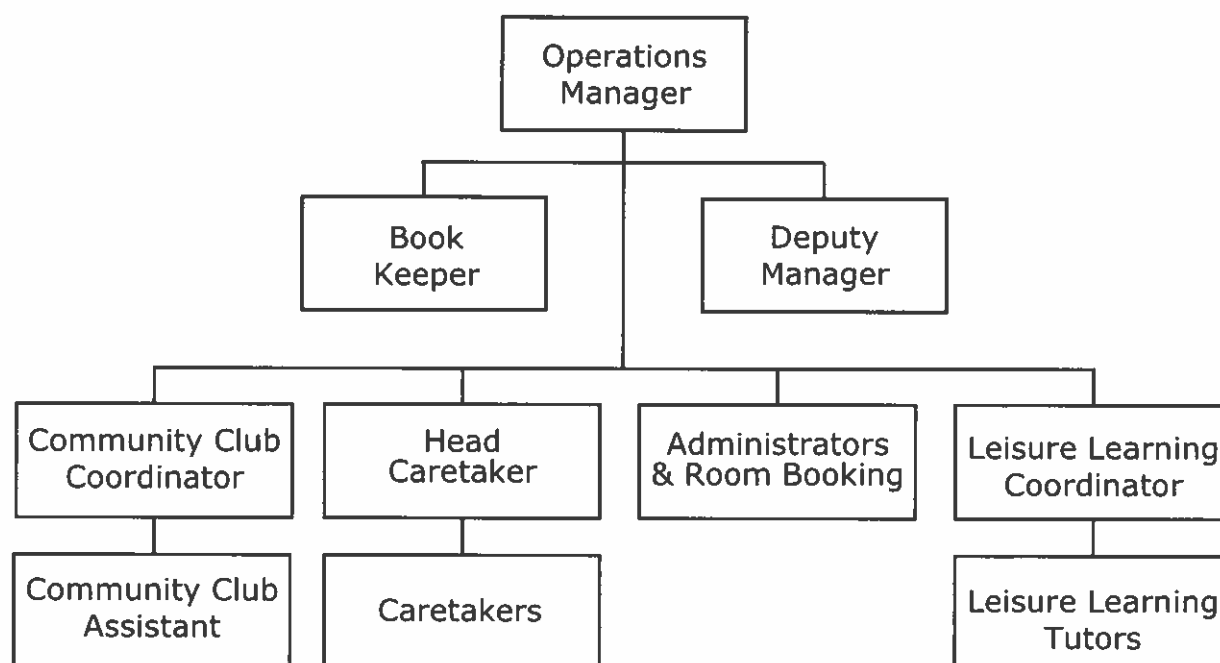 Operations
Manager
Book
Keeper
Deputy
Manager
Community Club
Coordinator
Head
Caretaker
Administrators
& Room Booking
Leisure Learning
Coordinator
Community Club
Assistant
Caretakers
Leisure Learning
Tutors